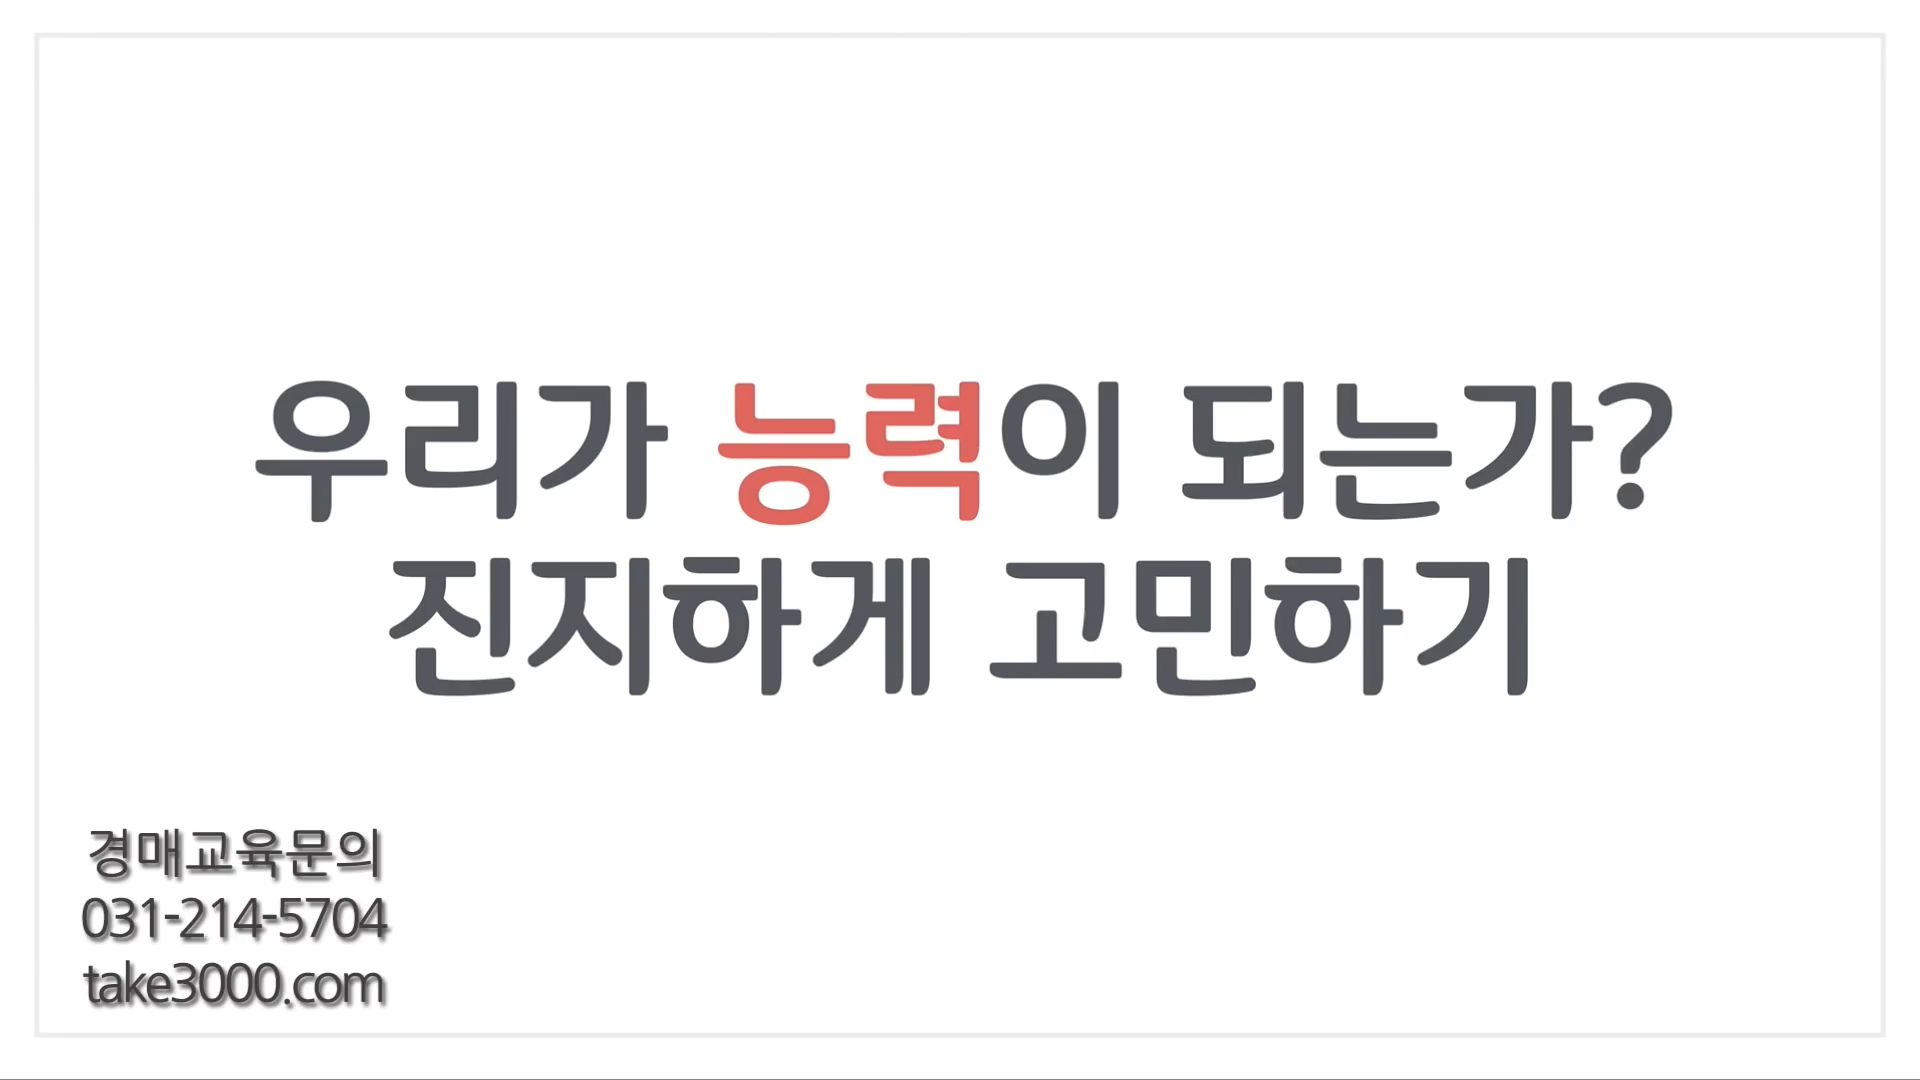 우리가 능력이 되는가?
진지하게 고민하기
경매교육문의
031-214-5704
take3000.com